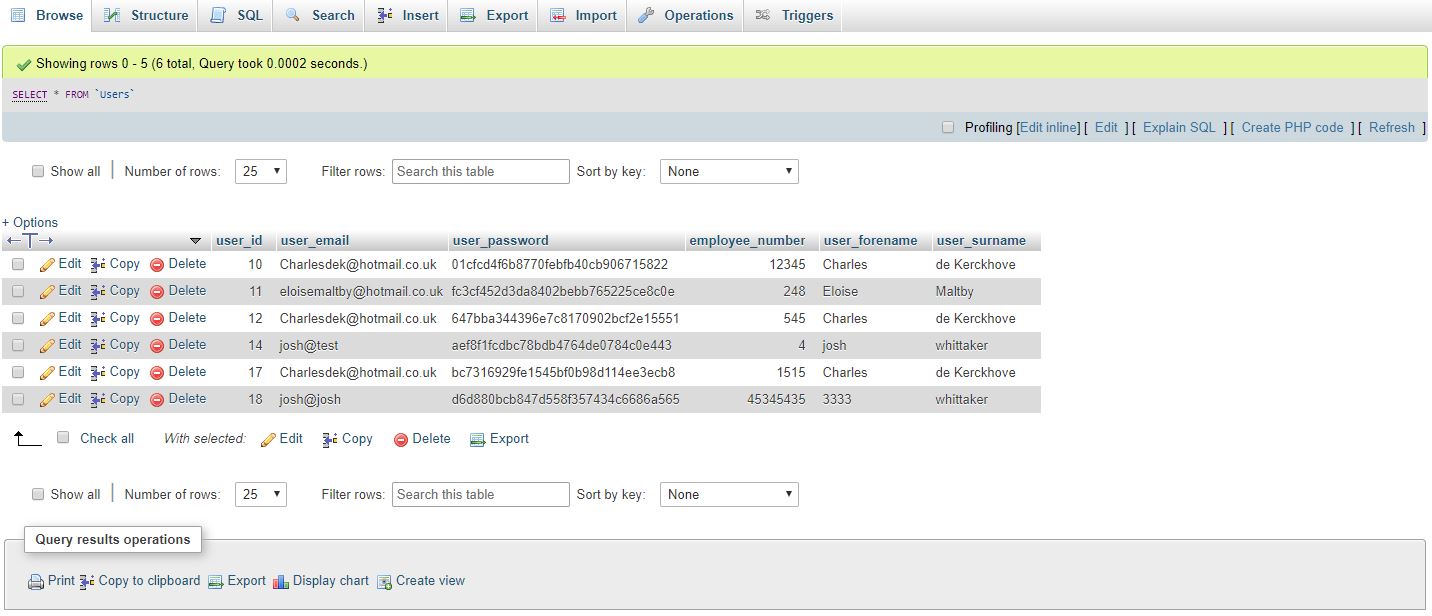 Browse Structure SQL Search Insert Export Import Operations Triggers
Showing rows 0 - 5 (6 total, Query took 0.0002 seconds.)
SELECT * FROM `Users`
Profiling [Edit inline] [ Edit ] [ Explain SQL ] [ Create PHP code ] [ Refresh ]
Show all | Number of rows: 25 Filter rows: Search this table Sort by key: None
+ Options
←T→ user_id user_email user_password employee_number user_forename user_surname
Edit Copy Delete 10 Charlesdek@hotmail.co.uk 01cfcd4f6b8770febfb40cb906715822 12345 Charles de Kerckhove
Edit Copy Delete 11 eloisemaltby@hotmail.co.uk fc3cf452d3da8402bebb765225ce8c0e 248 Eloise Maltby
Edit Copy Delete 12 Charlesdek@hotmail.co.uk 647bba344396e7c8170902bcf2e15551 545 Charles de Kerckhove
Edit Copy Delete 14 josh@test aef8f1fcdbc78bdb4764de0784c0e443 4 josh whittaker
Edit Copy Delete 17 Charlesdek@hotmail.co.uk bc7316929fe1545bf0b98d114ee3ecb8 1515 Charles de Kerckhove
Edit Copy Delete 18 josh@josh d6d880bcb847d558f357434c6686a565 45345435 3333 whittaker
Check all With selected: Edit Copy Delete Export
Show all | Number of rows: 25 Filter rows: Search this table Sort by key: None
Query results operations
Print Copy to clipboard Export Display chart Create view